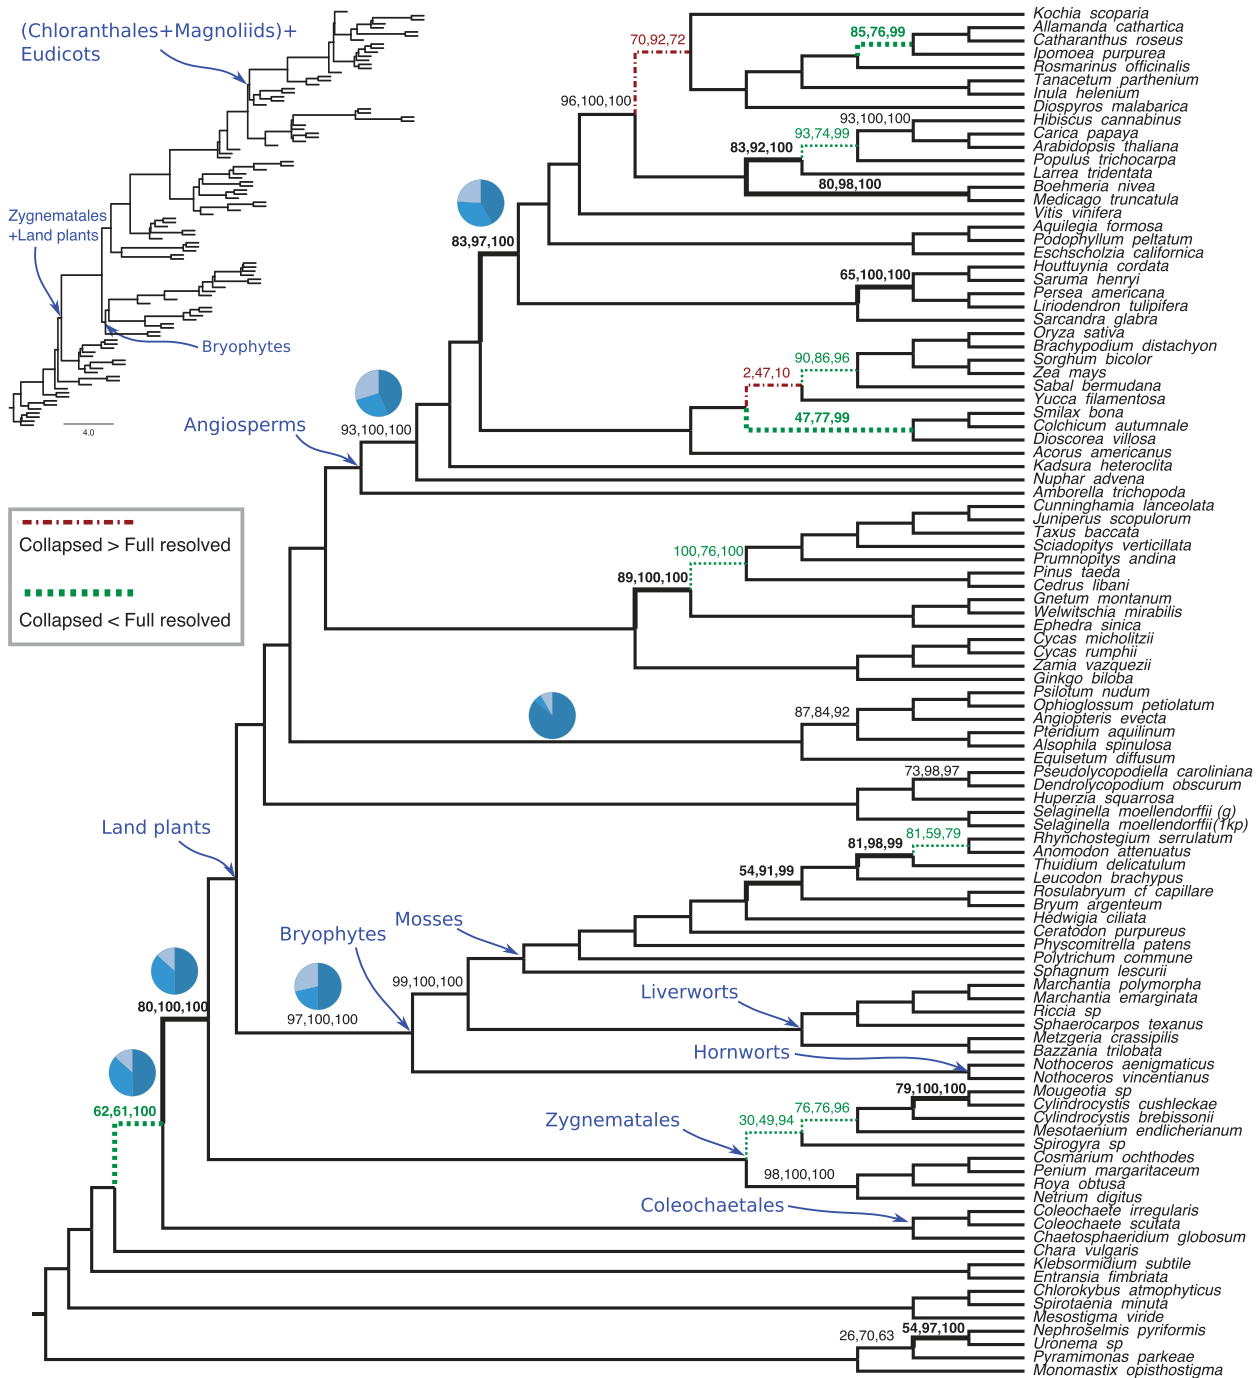 (Chloranthales+Magnoliids)+
Eudicots
Zygnematales
+Land plants
Bryophytes
4.0
Collapsed > Full resolved
Collapsed < Full resolved
Angiosperms
Land plants
Bryophytes
Mosses
Liverworts
Hornworts
Zygnematales
Coleochaetales
70,92,72
85,76,99
96,100,100
93,100,100
93,74,99
83,92,100
80,98,100
83,97,100
65,100,100
90,86,96
2,47,10
47,77,99
93,100,100
100,76,100
89,100,100
87,84,92
73,98,97
81,59,79
81,98,99
54,91,99
99,100,100
97,100,100
80,100,100
62,61,100
79,100,100
76,76,96
30,49,94
98,100,100
54,97,100
26,70,63
Kochia scoparia
Allamanda cathartica
Catharanthus roseus
Ipomoea purpurea
Rosmarinus officinalis
Tanacetum parthenium
Inula helenium
Diospyros malabarica
Hibiscus cannabinus
Carica papaya
Arabidopsis thaliana
Populus trichocarpa
Larrea tridentata
Boehmeria nivea
Medicago truncatula
Vitis vinifera
Aquilegia formosa
Podophyllum peltatum
Eschscholzia californica
Houttuynia cordata
Saruma henryi
Persea americana
Liriodendron tulipifera
Sarcandra glabra
Oryza sativa
Brachypodium distachyon
Sorghum bicolor
Zea mays
Sabal bermudana
Yucca filamentosa
Smilax bona
Colchicum autumnale
Dioscorea villosa
Acorus americanus
Kadsura heteroclita
Nuphar advena
Amborella trichopoda
Cunninghamia lanceolata
Juniperus scopulorum
Taxus baccata
Sciadopitys verticillata
Prumnopitys andina
Pinus taeda
Cedrus libani
Gnetum montanum
Welwitschia mirabilis
Ephedra sinica
Cycas micholitzii
Cycas rumphii
Zamia vazquezii
Ginkgo biloba
Psilotum nudum
Ophioglossum petiolatum
Angiopteris evecta
Pteridium aquilinum
Alsophila spinulosa
Equisetum diffusum
Pseudolycopodiella caroliniana
Dendrolycopodium obscurum
Huperzia squarrosa
Selaginella moellendorffii (g)
Selaginella moellendorffii(1kp)
Rhynchostegium serrulatum
Anomodon attenuatus
Thuidium delicatulum
Leucodon brachypus
Rosulabryum cf capillare
Bryum argenteum
Hedwigia ciliata
Ceratodon purpureus
Physcomitrella patens
Polytrichum commune
Sphagnum lescurii
Marchantia polymorpha
Marchantia emarginata
Riccia sp
Sphaerocarpos texanus
Metzgeria crassipilis
Bazzania trilobata
Nothoceros aenigmaticus
Nothoceros vincentianus
Mougeotia sp
Cylindrocystis cushleckae
Cylindrocystis brebissonii
Mesotaenium endlicherianum
Spirogyra sp
Cosmarium ochthodes
Penium margaritaceum
Roya obtusa
Netrium digitus
Coleochaete irregularis
Coleochaete scutata
Chaetosphaeridium globosum
Chara vulgaris
Klebsormidium subtile
Entransia fimbriata
Chlorokybus atmophyticus
Spirotaenia minuta
Mesostigma viride
Nephroselmis pyriformis
Uronema sp
Pyramimonas parkeae
Monomastix opisthostigma